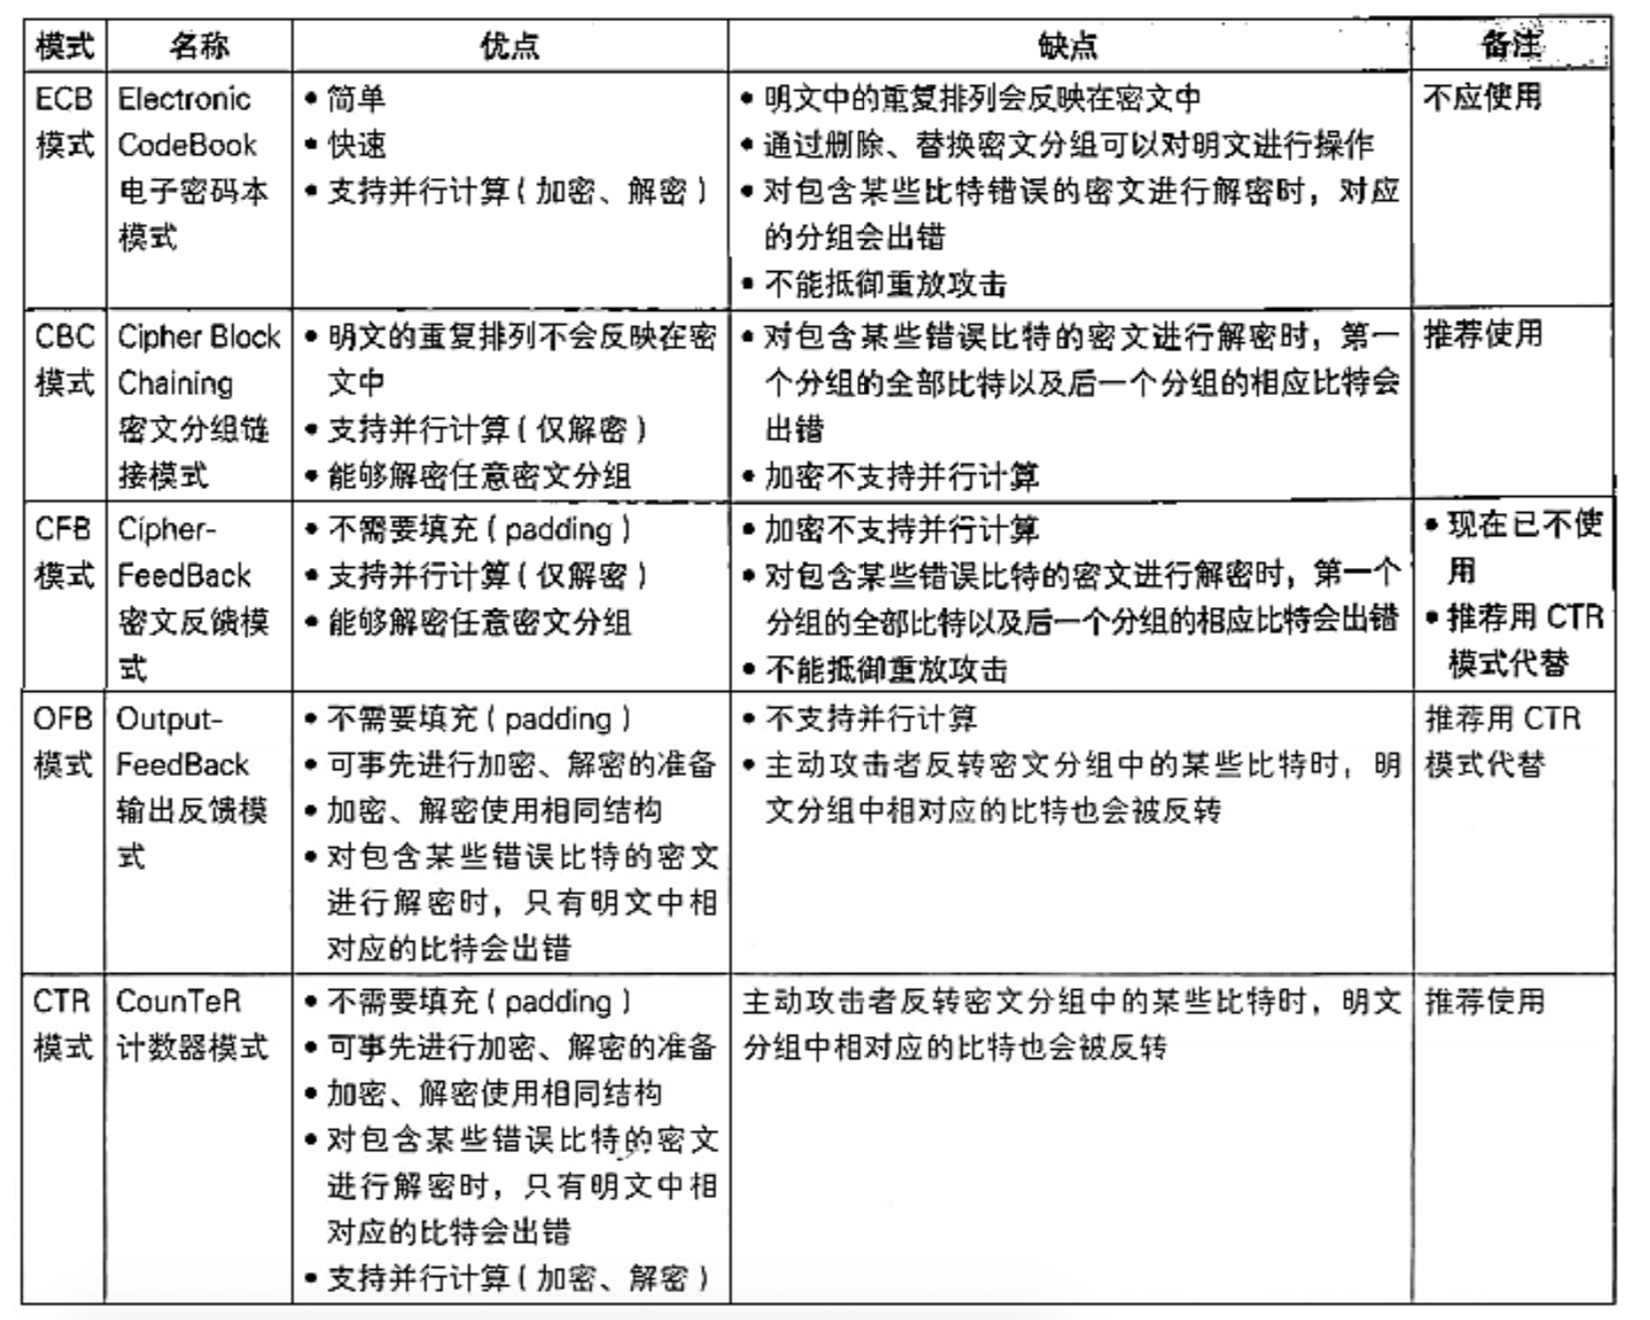 模式 名称 优点 缺点 备注
ECB
模式
Electronic
CodeBook
电子密码本
模式
• 简单
• 快速
• 支持并行计算(加密、解密)
• 明文中的重复排列会反映在密文中
• 通过删除、替换密文分组可以对明文进行操作
• 对包含某些比特错误的密文进行解密时，对应
的分组会出错
• 不能抵御重放攻击
不应使用
CBC
模式
Cipher Block
Chaining
密文分组链
接模式
• 明文的重复排列不会反映在密
文中
• 支持并行计算(仅解密)
• 能够解密任意密文分组
• 对包含某些错误比特的密文进行解密时，第一
个分组的全部比特以及后一个分组的相应比特会
出错
• 加密不支持并行计算
推荐使用
CFB
模式
Cipher-
FeedBack
密文反馈模
式
• 不需要填充(padding)
• 支持并行计算(仅解密)
• 能够解密任意密文分组
• 加密不支持并行计算
• 对包含某些错误比特的密文进行解密时，第一个
分组的全部比特以及后一个分组的相应比特会出错
• 不能抵御重放攻击
• 现在已不使
用
• 推荐用 CTR
模式代替
OFB
模式
Output-
FeedBack
输出反馈模
式
• 不需要填充(padding)
• 可事先进行加密、解密的准备
• 加密、解密使用相同结构
• 对包含某些错误比特的密文
进行解密时，只有明文中相
对应的比特会出错
• 不支持并行计算
• 主动攻击者反转密文分组中的某些比特时，明
文分组中相对应的比特也会被反转
推荐用 CTR
模式代替
CTR
模式
CounTeR
计数器模式
• 不需要填充(padding)
• 可事先进行加密、解密的准备
• 加密、解密使用相同结构
• 对包含某些错误比特的密文
进行解密时，只有明文中相
对应的比特会出错
• 支持并行计算(加密、解密)
主动攻击者反转密文分组中的某些比特时，明文
分组中相对应的比特也会被反转
推荐使用